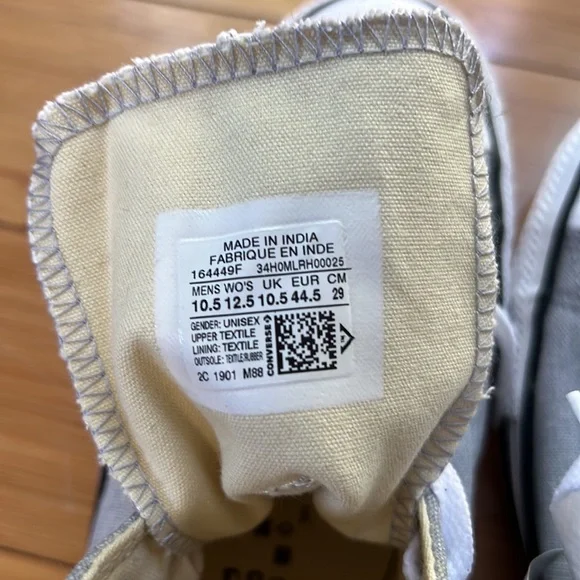 MADE IN INDIA
FABRIQUE EN INDE
164449F 34H0MLRH00025
MENS WO'S UK EUR CM
10.5 12.5 10.5 44.5 29
GENDER: UNISEX
UPPER TEXTILE
LINING: TEXTILE
OUTSOLE: TEXTILE/RUBBER
2C 1901 M88
CONVERSE